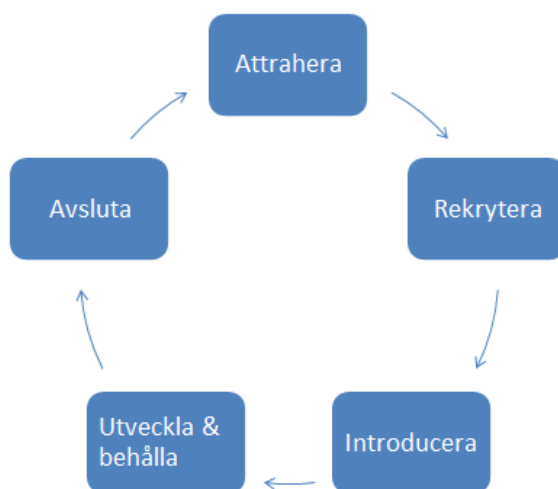 Attrahera
Rekrytera
Introducera
Utveckla &
behålla
Avsluta